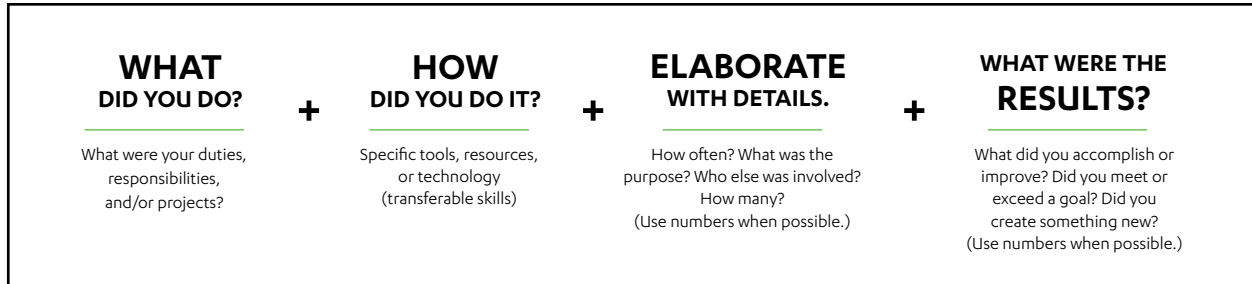 WHAT
DID YOU DO?
What were your duties,
responsibilities,
and/or projects?
+
HOW
DID YOU DO IT?
Specific tools, resources,
or technology
(transferable skills)
+
ELABORATE
WITH DETAILS.
How often? What was the
purpose? Who else was involved?
How many?
(Use numbers when possible.)
+
WHAT WERE THE
RESULTS?
What did you accomplish or
improve? Did you meet or
exceed a goal? Did you
create something new?
(Use numbers when possible.)